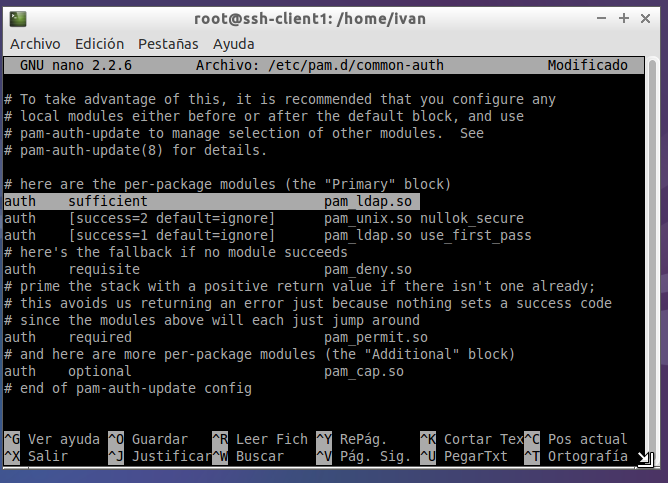 root@ssh-client1: /home/ivan
Archivo Edición Pestañas Ayuda
GNU nano 2.2.6 Archivo: /etc/pam.d/common-auth Modificado
# To take advantage of this, it is recommended that you configure any
# local modules either before or after the default block, and use
# pam-auth-update to manage selection of other modules.  See
# pam-auth-update(8) for details.
# here are the per-package modules (the "Primary" block)
auth    sufficient                      pam_ldap.so
auth    [success=2 default=ignore]      pam_unix.so nullok_secure
auth    [success=1 default=ignore]      pam_ldap.so use_first_pass
# here's the fallback if no module succeeds
auth    requisite                       pam_deny.so
# prime the stack with a positive return value if there isn't one already;
# this avoids us returning an error just because nothing sets a success code
# since the modules above will each just jump around
auth    required                        pam_permit.so
# and here are more per-package modules (the "Additional" block)
auth    optional                        pam_cap.so
# end of pam-auth-update config
^G Ver ayuda ^O Guardar ^R Leer Fich ^Y RePág. ^K Cortar Tex ^C Pos actual
^X Salir ^J Justificar ^W Buscar ^V Pág. Sig. ^U PegarTxt ^T Ortografía